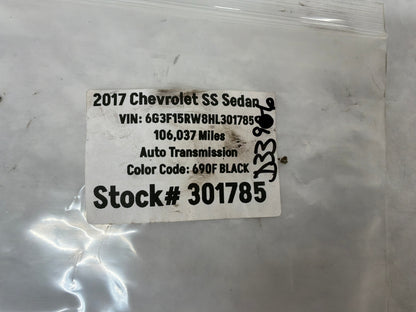 2017 Chevrolet SS Sedan
VIN: 6G3F15RW8HL301785
106,037 Miles
Auto Transmission
Color Code: 690F BLACK
Stock# 301785